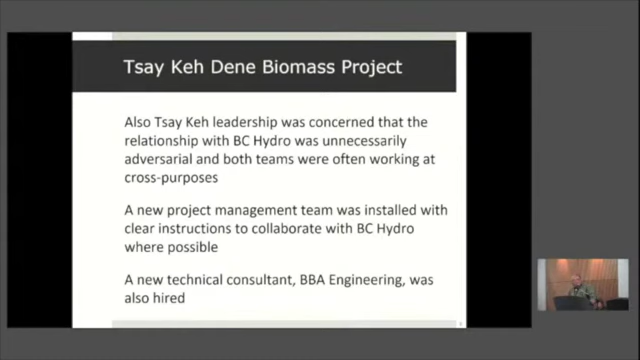 Tsay Keh Dene Biomass Project
Also Tsay Keh leadership was concerned that the
relationship with BC Hydro was unnecessarily
adversarial and both teams were often working at
cross-purposes
A new project management team was installed with
clear instructions to collaborate with BC Hydro
where possible
A new technical consultant, BBA Engineering, was
also hired